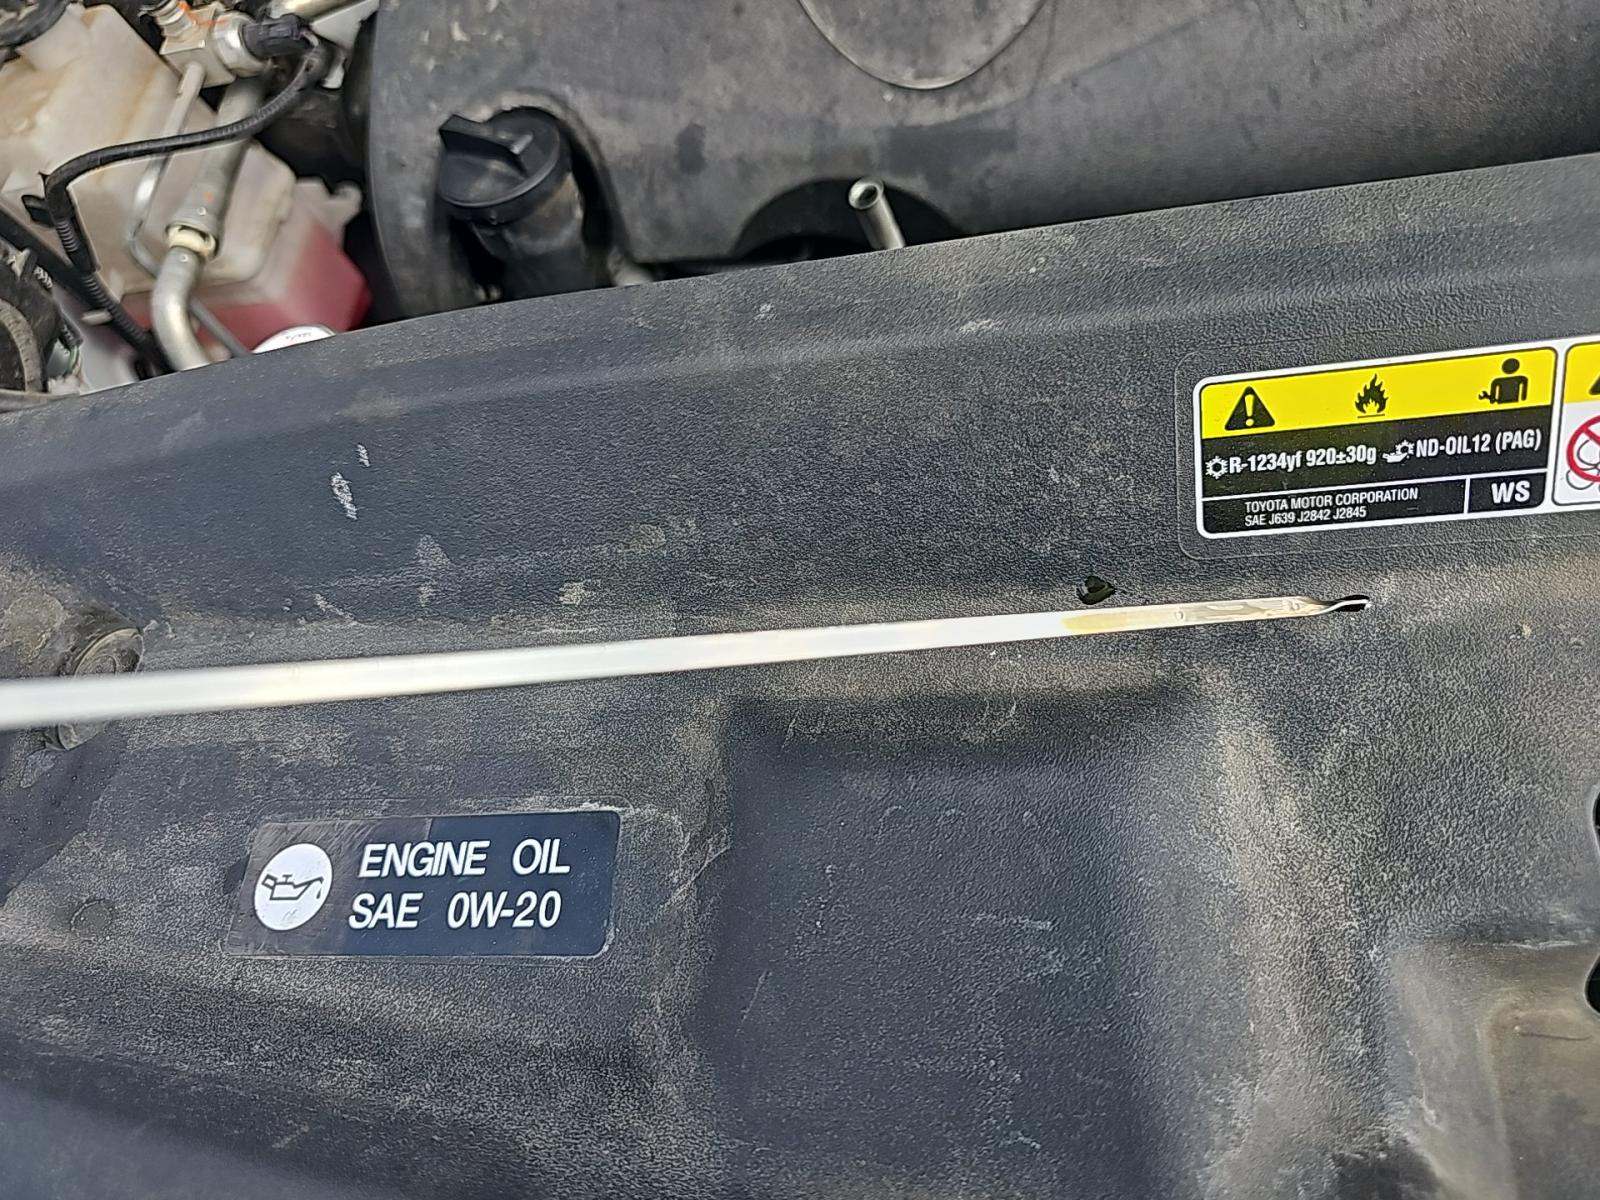 R-1234yf 920±30g ND-OIL12 (PAG)
TOYOTA MOTOR CORPORATION
SAE J639 J2842 J2845
WS
ENGINE OIL
SAE 0W-20